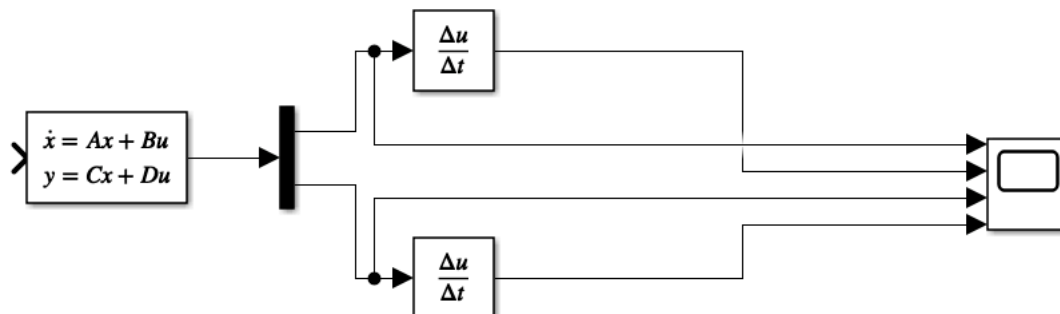 Δu
Δt
ẋ = Ax + Bu
y = Cx + Du
Δu
Δt